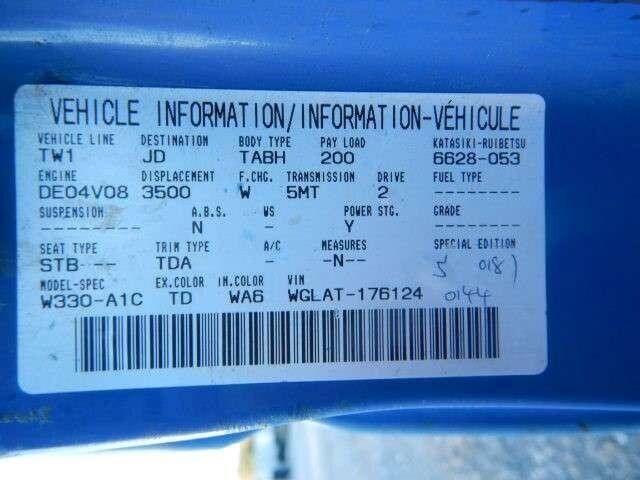 VEHICLE INFORMATION/INFORMATION-VÉHICULE
VEHICLE LINE DESTINATION BODY TYPE PAY LOAD KATASIKI-RUIBETSU
TW1 JD TABH 200 6628-053
ENGINE DISPLACEMENT F.CHG. TRANSMISSION DRIVE FUEL TYPE
DE04V08 3500 W 5MT 2 --------
SUSPENSION A.B.S. WS POWER STG. GRADE
-------- N - Y --------
SEAT TYPE TRIM TYPE A/C MEASURES SPECIAL EDITION
STB--- TDA - -N-- 5 0181
MODEL-SPEC EX.COLOR IN.COLOR VIN
W330-A1C TD WA6 WGLAT-176124 0144